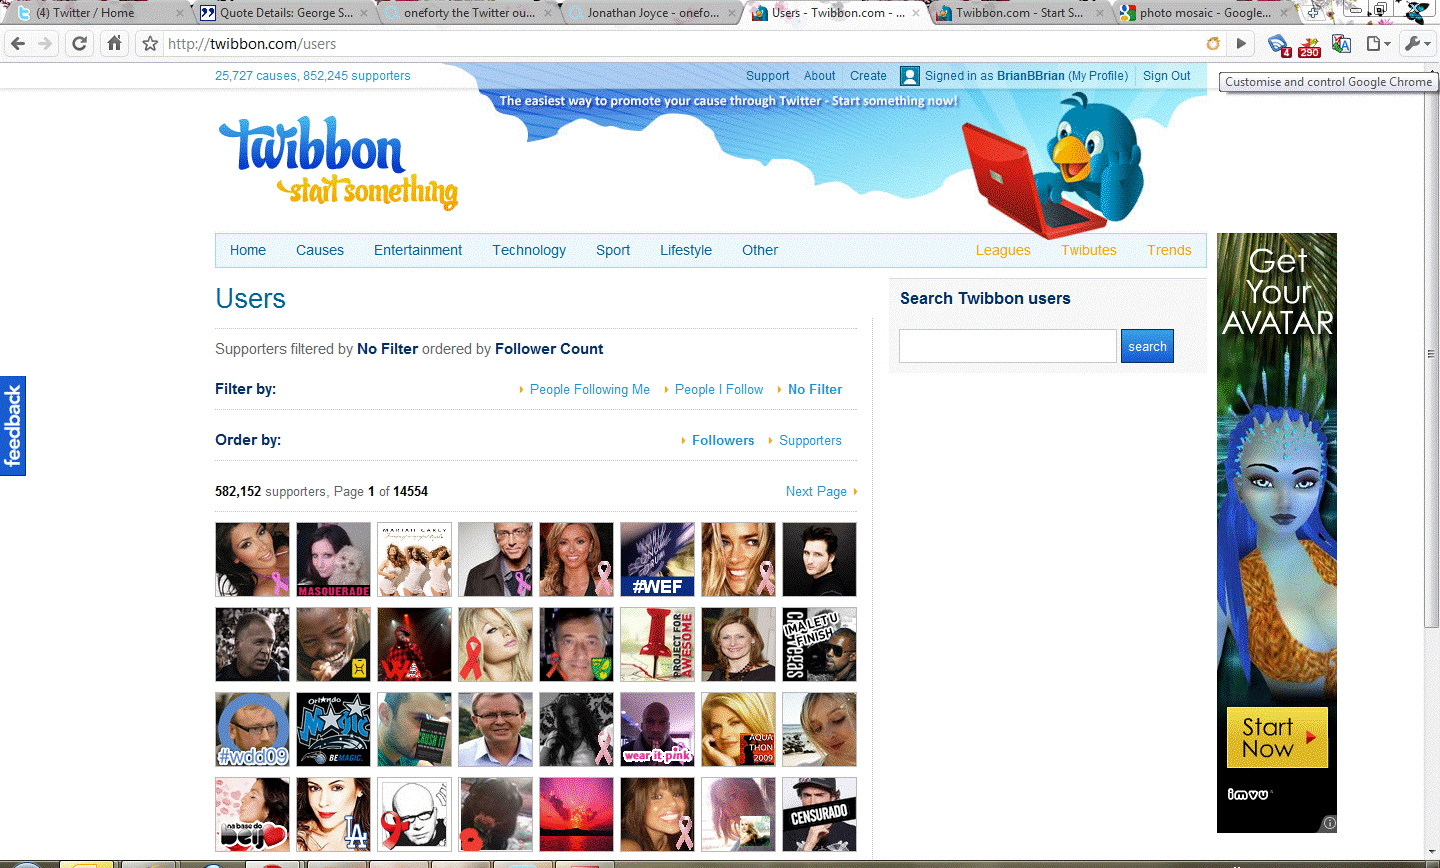 (4) Twitter / Home
Quote Details: George S...
oneforty the Twitter ou...
Jonathan Joyce - onefo...
Users - Twibbon.com - ...
Twibbon.com - Start S...
photo mosaic - Google...
http://twibbon.com/users
4
290
Customise and control Google Chrome
25,727 causes, 852,245 supporters
Support
About
Create
Signed in as BrianBBrian (My Profile)
Sign Out
The easiest way to promote your cause through Twitter - Start something now!
Twibbon
start something
Home
Causes
Entertainment
Technology
Sport
Lifestyle
Other
Leagues
Twibutes
Trends
Users
Supporters filtered by No Filter ordered by Follower Count
Filter by:
People Following Me
People I Follow
No Filter
Order by:
Followers
Supporters
582,152 supporters, Page 1 of 14554
Next Page
Search Twibbon users
search
feedback
MARIAH CAREY
MASQUERADE
#WEF
PROJECT FOR AWESOME
IMA LET U
FINISH
#wdd09
Orlando
MAGIC
BEMAGIC.
CRUSH IT
wear it pink
AQUA
THON
2009
na base do
Beijo
LA
CENSURADO
Get
Your
AVATAR
Start
Now
imvu